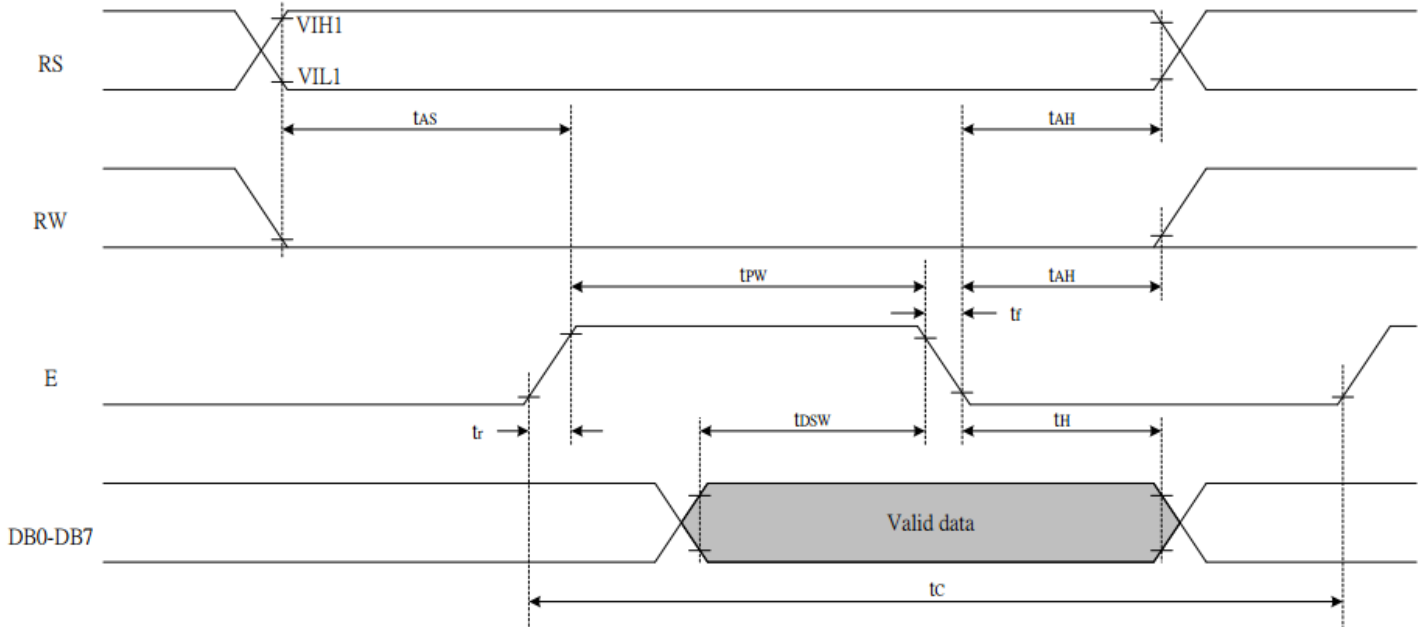 VIH1
RS
VIL1
tAS
tAH
RW
tPW
tAH
tf
E
tr
tDSW
tH
DB0-DB7
Valid data
tC